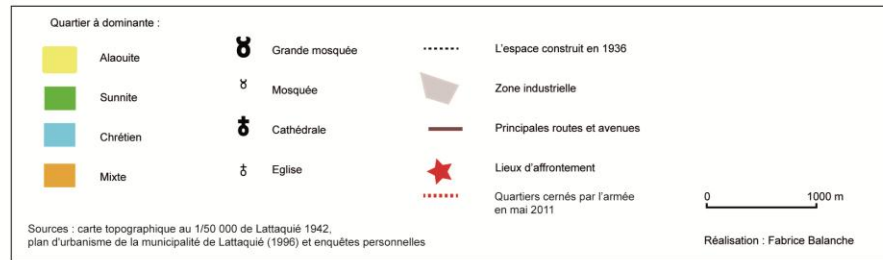 Quartier à dominante :
Alaouite
Sunnite
Chrétien
Mixte
Grande mosquée
Mosquée
Cathédrale
Eglise
L'espace construit en 1936
Zone industrielle
Principales routes et avenues
Lieux d'affrontement
Quartiers cernés par l'armée
en mai 2011
0 1000 m
Sources : carte topographique au 1/50 000 de Lattaquié 1942,
plan d'urbanisme de la municipalité de Lattaquié (1996) et enquêtes personnelles
Réalisation : Fabrice Balanche